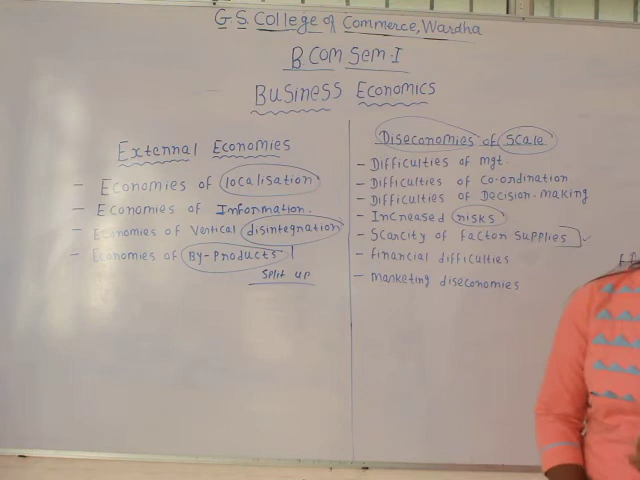 G.S. College of Commerce, Wardha
B.Com Sem-I
Business Economics
External Economies
- Economies of localisation
- Economies of Information.
- Economies of Vertical disintegration
- Economies of By-Products
Split up
Diseconomies of Scale
- Difficulties of mgt.
- Difficulties of Co-ordination
- Difficulties of Decision-making
- Increased risks
- Scarcity of Factor Supplies
- Financial difficulties
- Marketing diseconomies